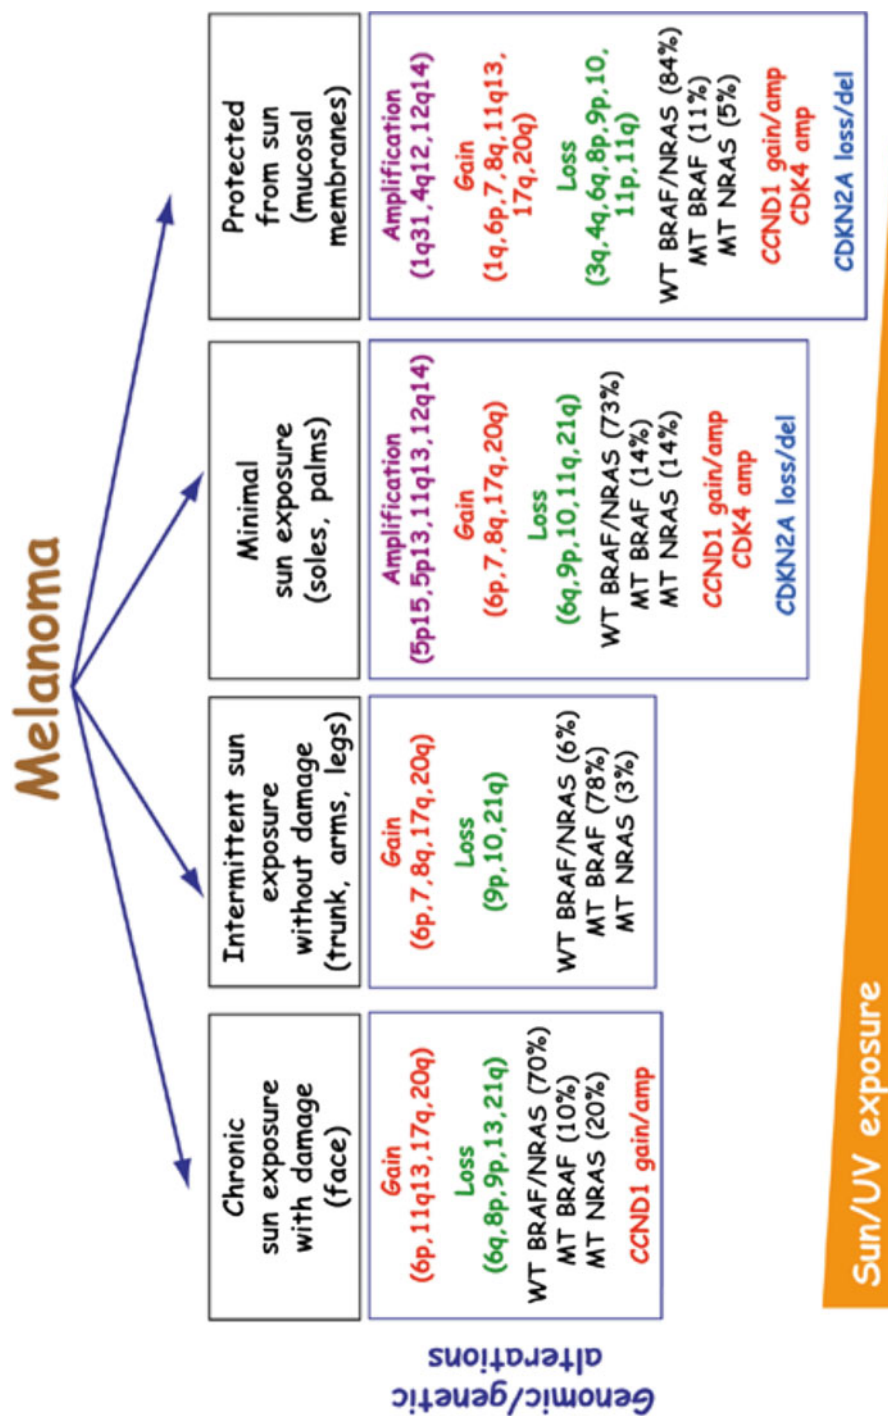 Melanoma
Chronic
sun exposure
with damage
(face)
Intermittent sun
exposure
without damage
(trunk, arms, legs)
Minimal
sun exposure
(soles, palms)
Protected
from sun
(mucosal
membranes)
Genomic/genetic
alterations
Gain
(6p,11q13,17q,20q)
Loss
(6q,8p,9p,13,21q)
WT BRAF/NRAS (70%)
MT BRAF (10%)
MT NRAS (20%)
CCND1 gain/amp
Gain
(6p,7,8q,17q,20q)
Loss
(9p,10,21q)
WT BRAF/NRAS (6%)
MT BRAF (78%)
MT NRAS (3%)
Amplification
(5p15,5p13,11q13,12q14)
Gain
(6p,7,8q,17q,20q)
Loss
(6q,9p,10,11q,21q)
WT BRAF/NRAS (73%)
MT BRAF (14%)
MT NRAS (14%)
CCND1 gain/amp
CDK4 amp
CDKN2A loss/del
Amplification
(1q31,4q12,12q14)
Gain
(1q,6p,7,8q,11q13,
17q,20q)
Loss
(3q,4q,6q,8p,9p,10,
11p,11q)
WT BRAF/NRAS (84%)
MT BRAF (11%)
MT NRAS (5%)
CCND1 gain/amp
CDK4 amp
CDKN2A loss/del
Sun/UV exposure